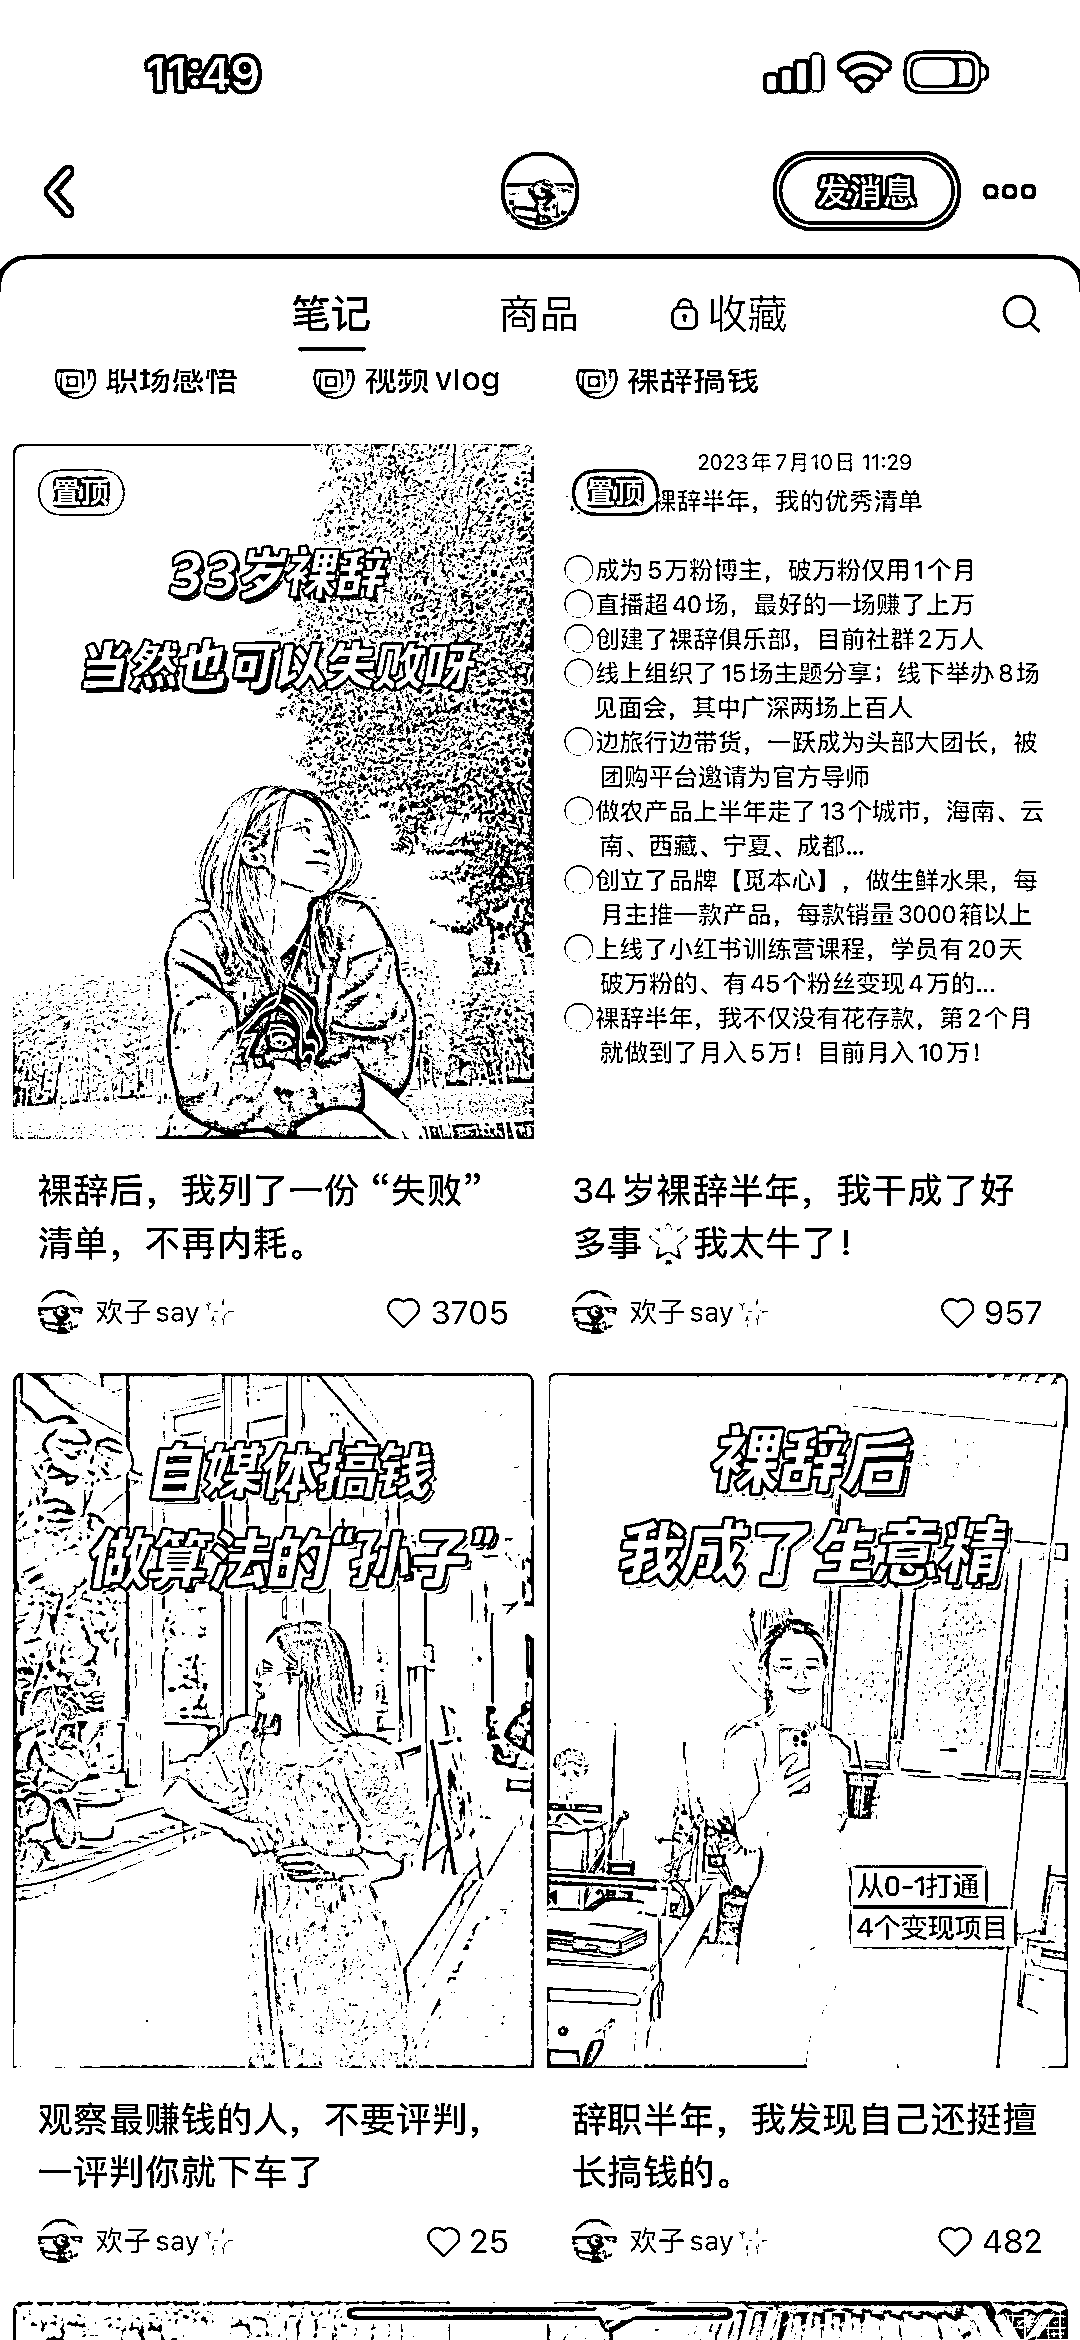 11:49
发消息
笔记
商品
收藏
职场感悟
视频vlog
裸辞搞钱
置顶
33岁裸辞
当然也可以失败呀
裸辞后，我列了一份“失败”
清单，不再内耗。
欢子say
3705
2023年7月10日 11:29
置顶
裸辞半年，我的优秀清单
成为5万粉博主，破万粉仅用1个月
直播超40场，最好的一场赚了上万
创建了裸辞俱乐部，目前社群2万人
线上组织了15场主题分享；线下举办8场
见面会，其中广深两场上百人
边旅行边带货，一跃成为头部大团长，被
团购平台邀请为官方导师
做农产品上半年走了13个城市，海南、云
南、西藏、宁夏、成都...
创立了品牌【觅本心】，做生鲜水果，每
月主推一款产品，每款销量3000箱以上
上线了小红书训练营课程，学员有20天
破万粉的、有45个粉丝变现4万的...
裸辞半年，我不仅没有花存款，第2个月
就做到了月入5万！目前月入10万！
34岁裸辞半年，我干成了好
多事🌟我太牛了！
欢子say
957
自媒体搞钱
做算法的“孙子”
观察最赚钱的人，不要评判，
一评判你就下车了
欢子say
25
裸辞后
我成了生意精
从0-1打通
4个变现项目
辞职半年，我发现自己还挺擅
长搞钱的。
欢子say
482